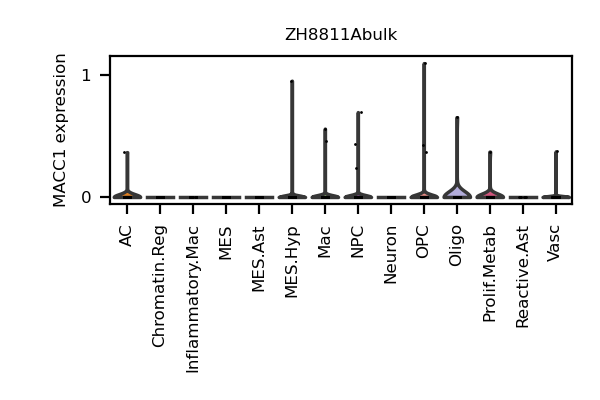 ZH8811Abulk
MACC1 expression
1
0
AC
Chromatin.Reg
Inflammatory.Mac
MES
MES.Ast
MES.Hyp
Mac
NPC
Neuron
OPC
Oligo
Prolif.Metab
Reactive.Ast
Vasc